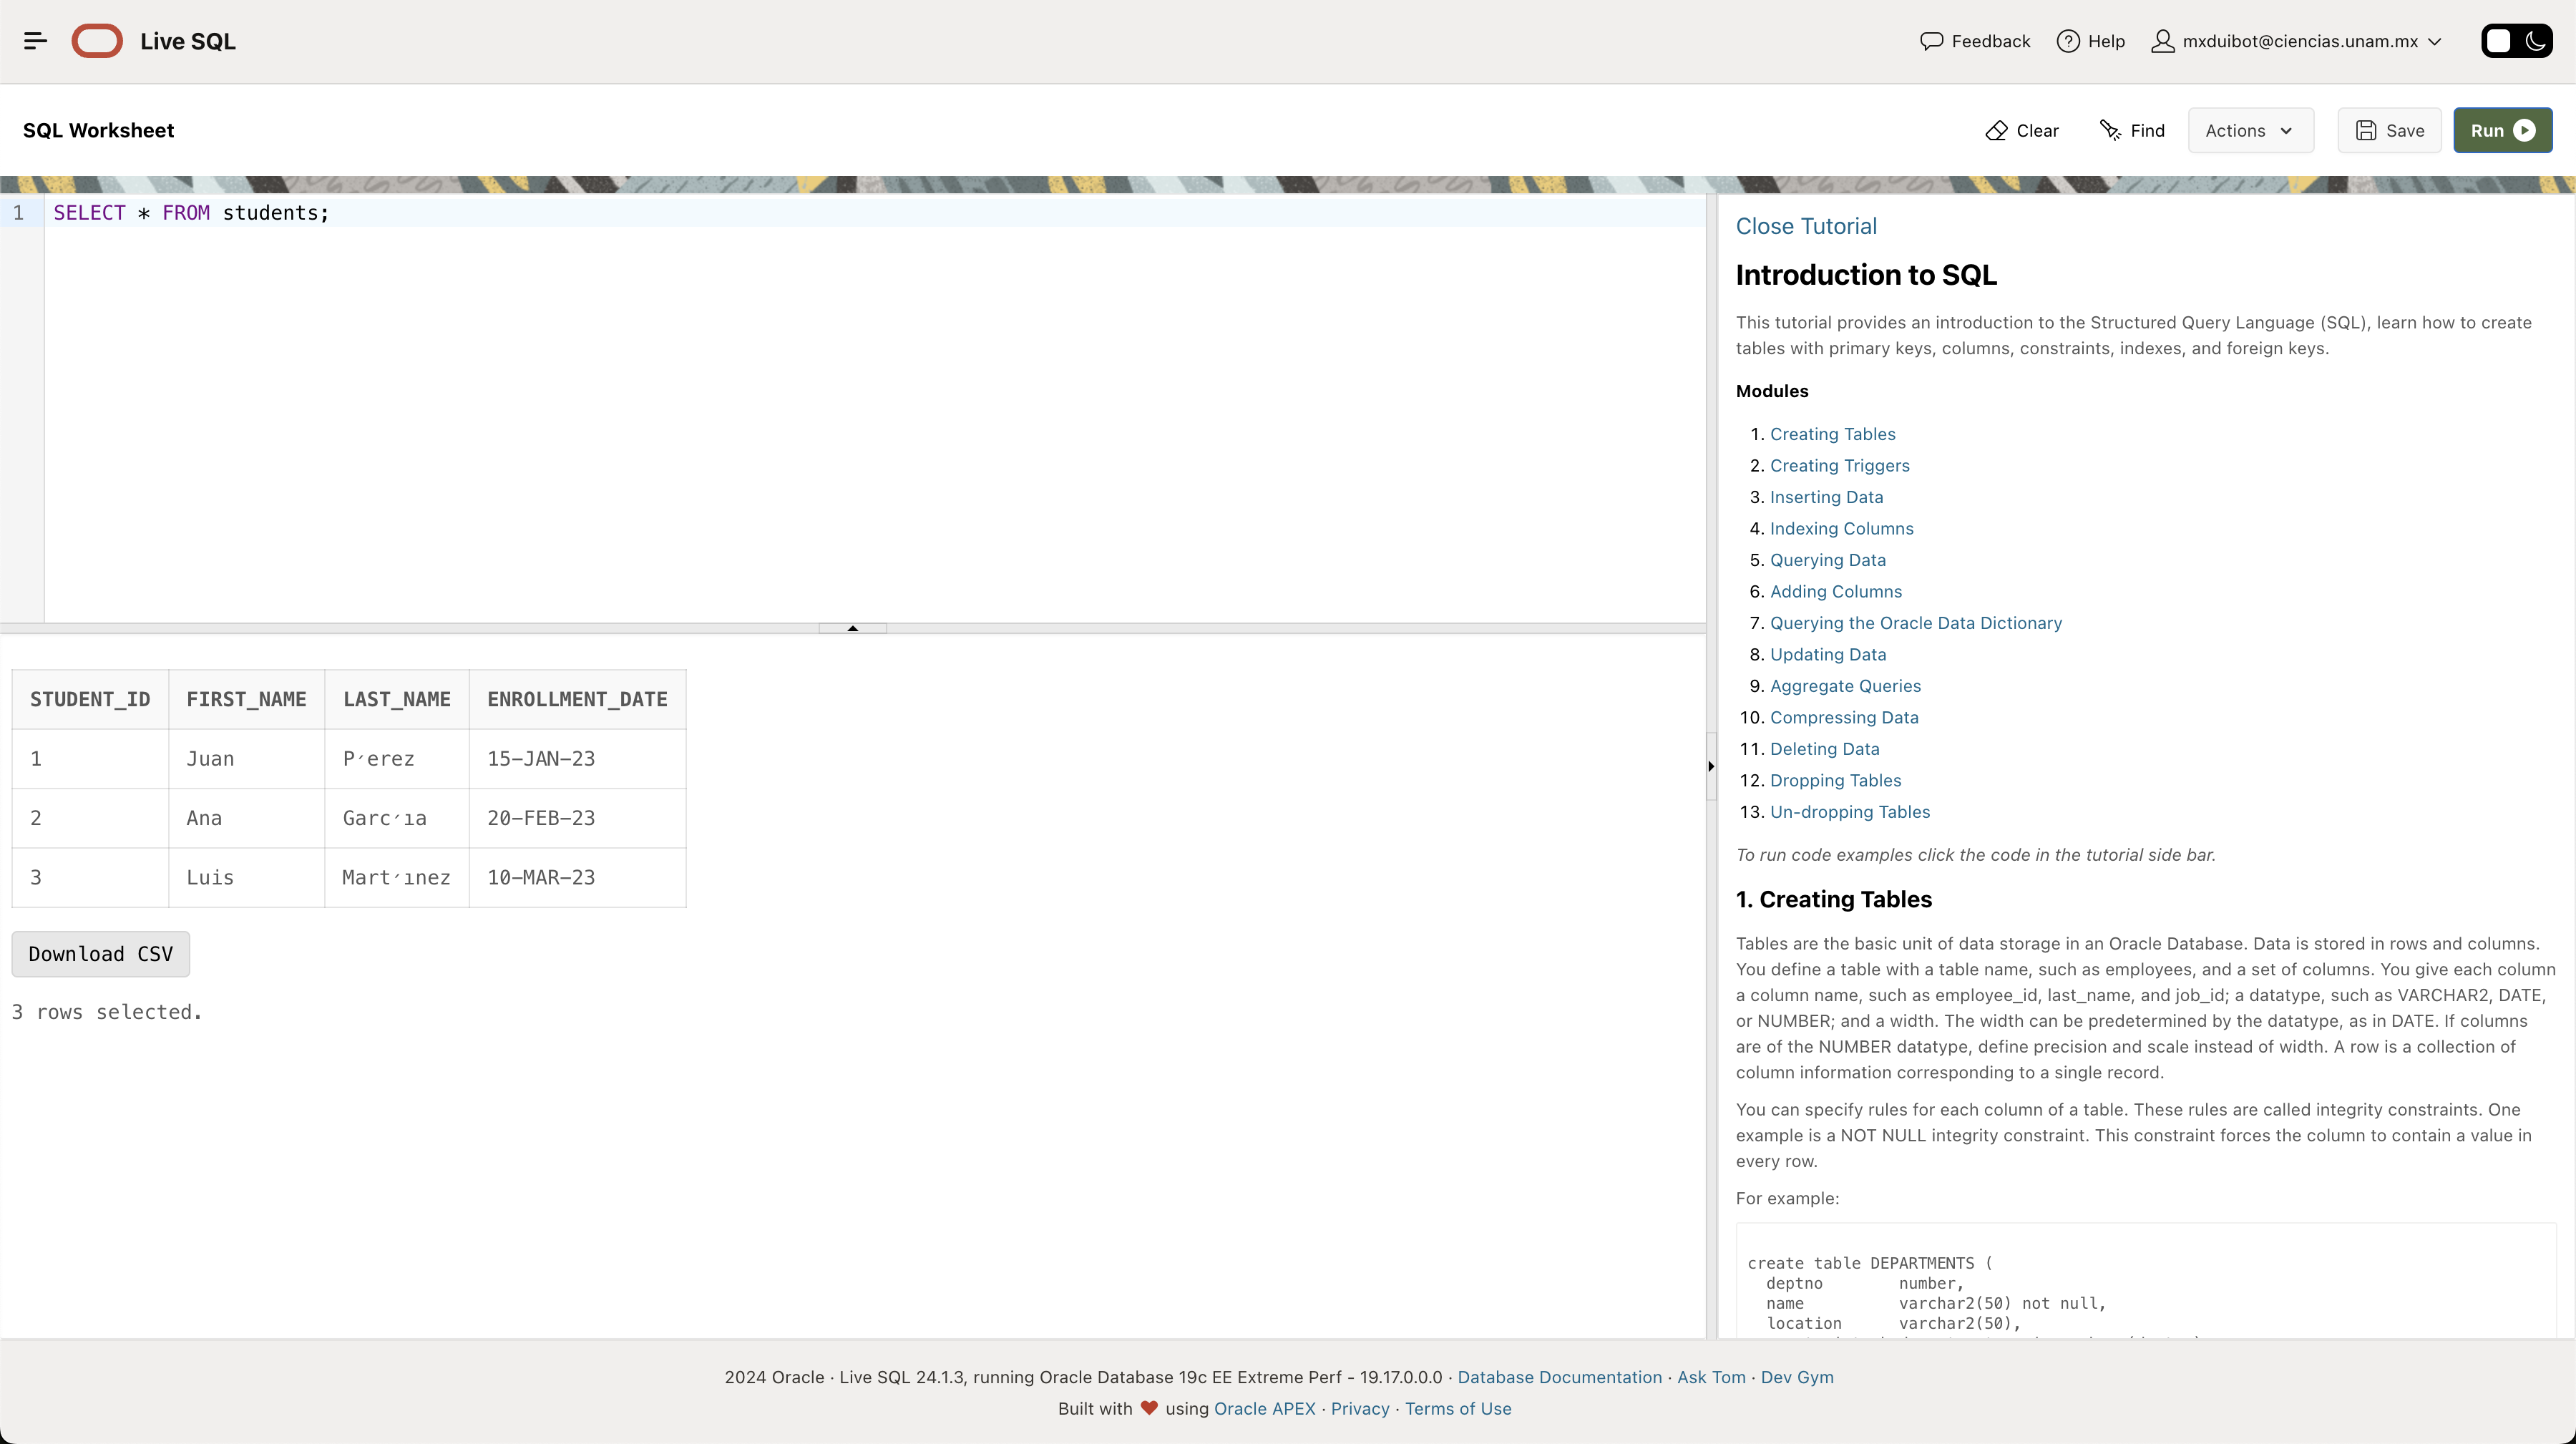 Live SQL
Feedback
Help
mxduibot@ciencias.unam.mx
SQL Worksheet
Clear
Find
Actions
Save
Run
1 SELECT * FROM students;
STUDENT_ID FIRST_NAME LAST_NAME ENROLLMENT_DATE
1 Juan P´erez 15-JAN-23
2 Ana Garc´ıa 20-FEB-23
3 Luis Mart´ınez 10-MAR-23
Download CSV
3 rows selected.
Close Tutorial
Introduction to SQL
This tutorial provides an introduction to the Structured Query Language (SQL), learn how to create
tables with primary keys, columns, constraints, indexes, and foreign keys.
Modules
1. Creating Tables
2. Creating Triggers
3. Inserting Data
4. Indexing Columns
5. Querying Data
6. Adding Columns
7. Querying the Oracle Data Dictionary
8. Updating Data
9. Aggregate Queries
10. Compressing Data
11. Deleting Data
12. Dropping Tables
13. Un-dropping Tables
To run code examples click the code in the tutorial side bar.
1. Creating Tables
Tables are the basic unit of data storage in an Oracle Database. Data is stored in rows and columns.
You define a table with a table name, such as employees, and a set of columns. You give each column
a column name, such as employee_id, last_name, and job_id; a datatype, such as VARCHAR2, DATE,
or NUMBER; and a width. The width can be predetermined by the datatype, as in DATE. If columns
are of the NUMBER datatype, define precision and scale instead of width. A row is a collection of
column information corresponding to a single record.
You can specify rules for each column of a table. These rules are called integrity constraints. One
example is a NOT NULL integrity constraint. This constraint forces the column to contain a value in
every row.
For example:
create table DEPARTMENTS (
deptno number,
name varchar2(50) not null,
location varchar2(50),
2024 Oracle · Live SQL 24.1.3, running Oracle Database 19c EE Extreme Perf - 19.17.0.0.0 · Database Documentation · Ask Tom · Dev Gym
Built with ♥ using Oracle APEX · Privacy · Terms of Use